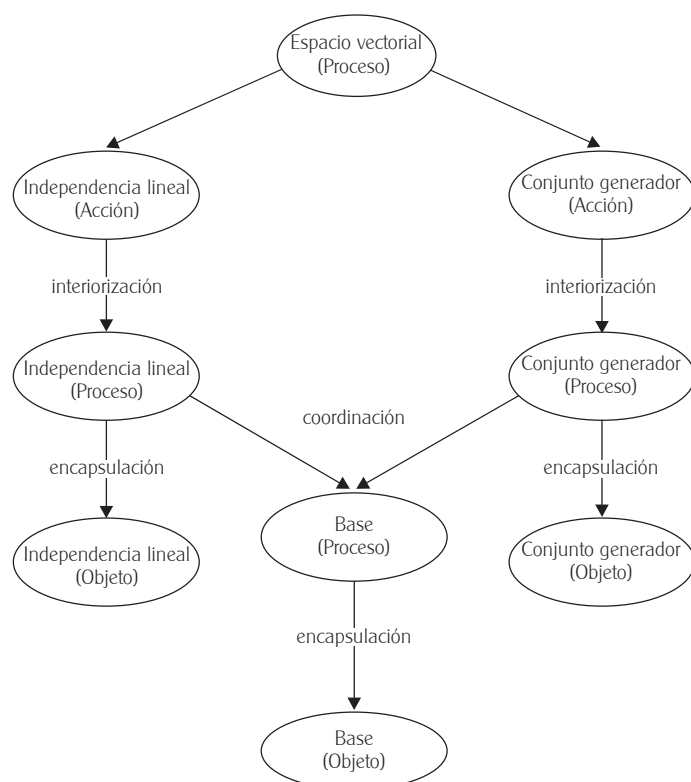 Espacio vectorial
(Proceso)
Independencia lineal
(Acción)
Conjunto generador
(Acción)
interiorización
interiorización
Independencia lineal
(Proceso)
Conjunto generador
(Proceso)
coordinación
encapsulación
encapsulación
Base
(Proceso)
Independencia lineal
(Objeto)
Conjunto generador
(Objeto)
encapsulación
Base
(Objeto)